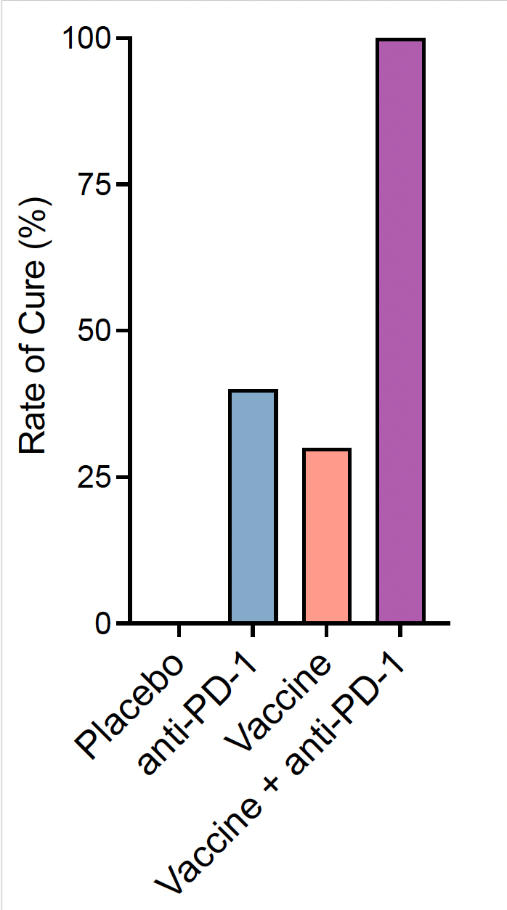 Rate of Cure (%)
100
75
50
25
0
Placebo
anti-PD-1
Vaccine
Vaccine + anti-PD-1